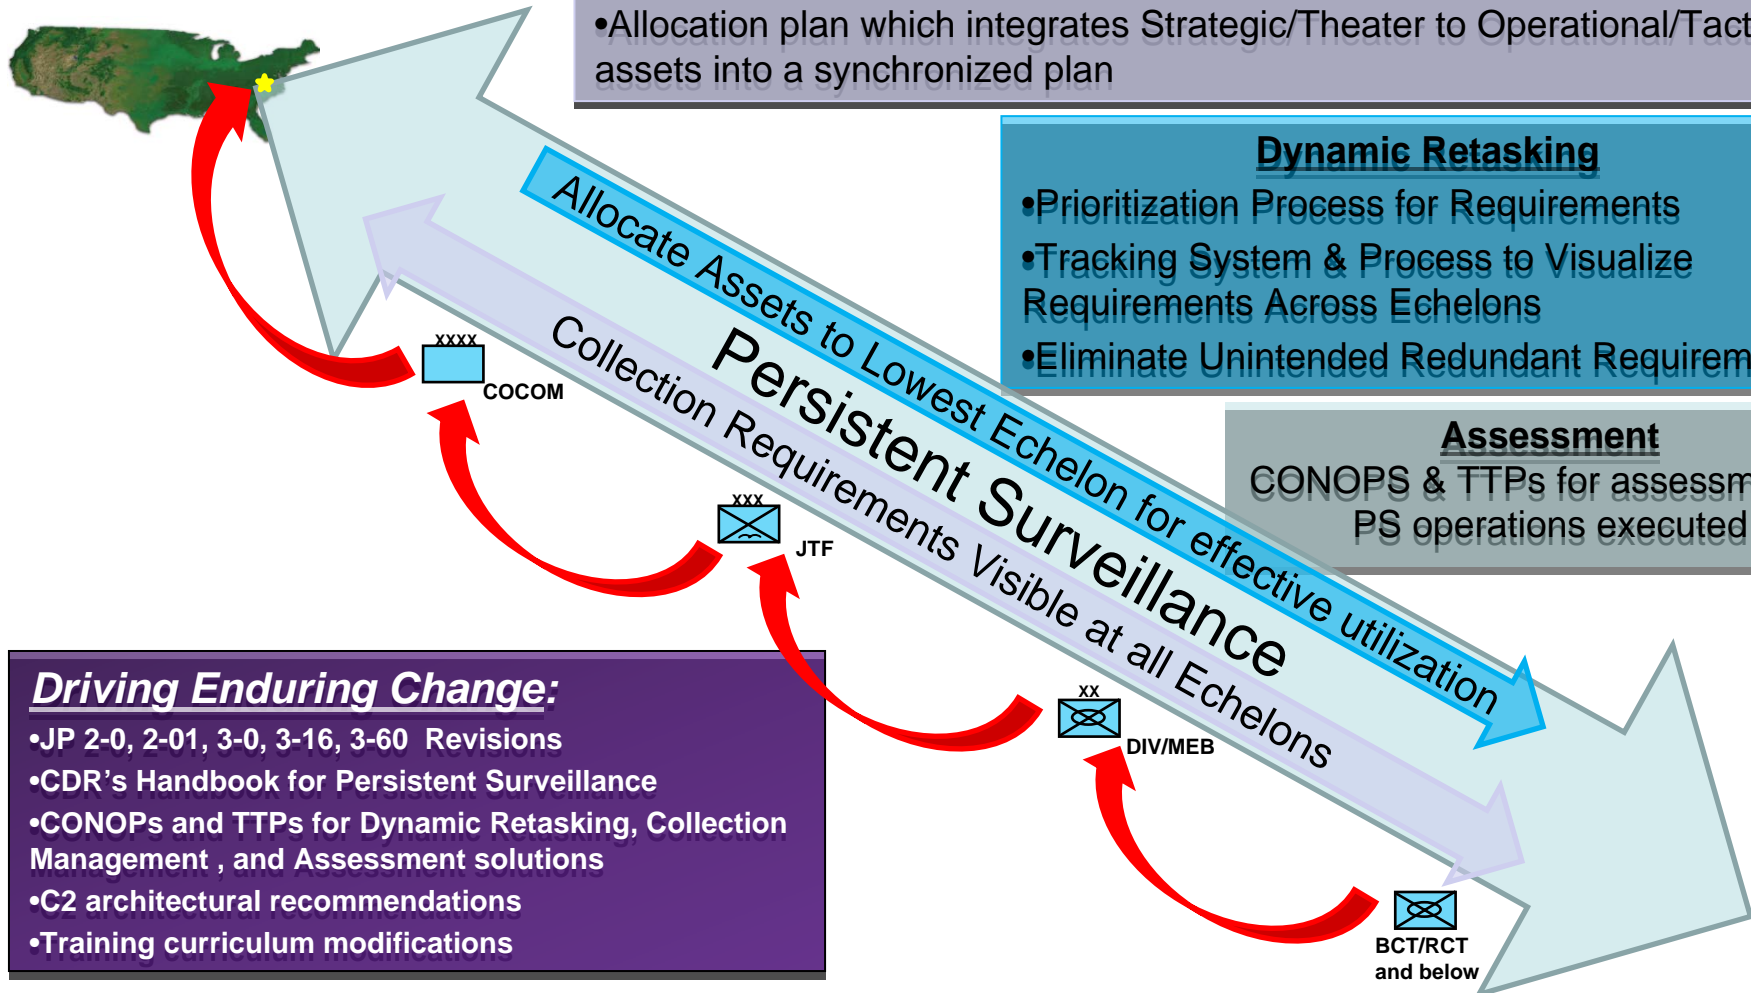 •Allocation plan which integrates Strategic/Theater to Operational/Tact
assets into a synchronized plan
Dynamic Retasking
•Prioritization Process for Requirements
•Tracking System & Process to Visualize
Requirements Across Echelons
•Eliminate Unintended Redundant Requirem
Assessment
CONOPS & TTPs for assessm
PS operations executed
Allocate Assets to Lowest Echelon for effective utilization
Persistent Surveillance
Collection Requirements Visible at all Echelons
XXXX
COCOM
XXX
JTF
XX
DIV/MEB
BCT/RCT
and below
Driving Enduring Change:
•JP 2-0, 2-01, 3-0, 3-16, 3-60 Revisions
•CDR’s Handbook for Persistent Surveillance
•CONOPs and TTPs for Dynamic Retasking, Collection
Management , and Assessment solutions
•C2 architectural recommendations
•Training curriculum modifications